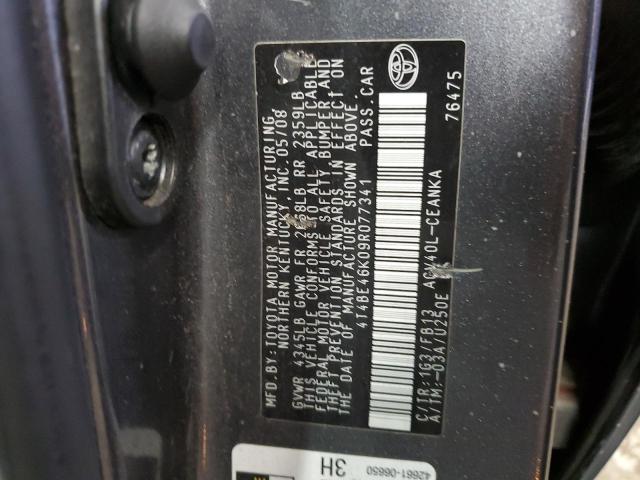 MFD.BY:TOYOTA MOTOR MANUFACTURING
NORTHERN KENTUCKY,INC.05/08
GVWR 4345LB GAWR FR 2358LB RR 2359LB
THIS VEHICLE CONFORMS TO ALL APPLICABLE
FEDERAL MOTOR VEHICLE SAFETY,BUMPER AND
THEFT PREVENTION STANDARDS IN EFFECT ON
THE DATE OF MANUFACTURE SHOWN ABOVE.
4T4BE46K09R077341 PASS.CAR
C/TR:1G3/FB13 ACV40L-CEANKA
A/TM:-03A/U250E
76475
TOYOTA
42661-06650
3H